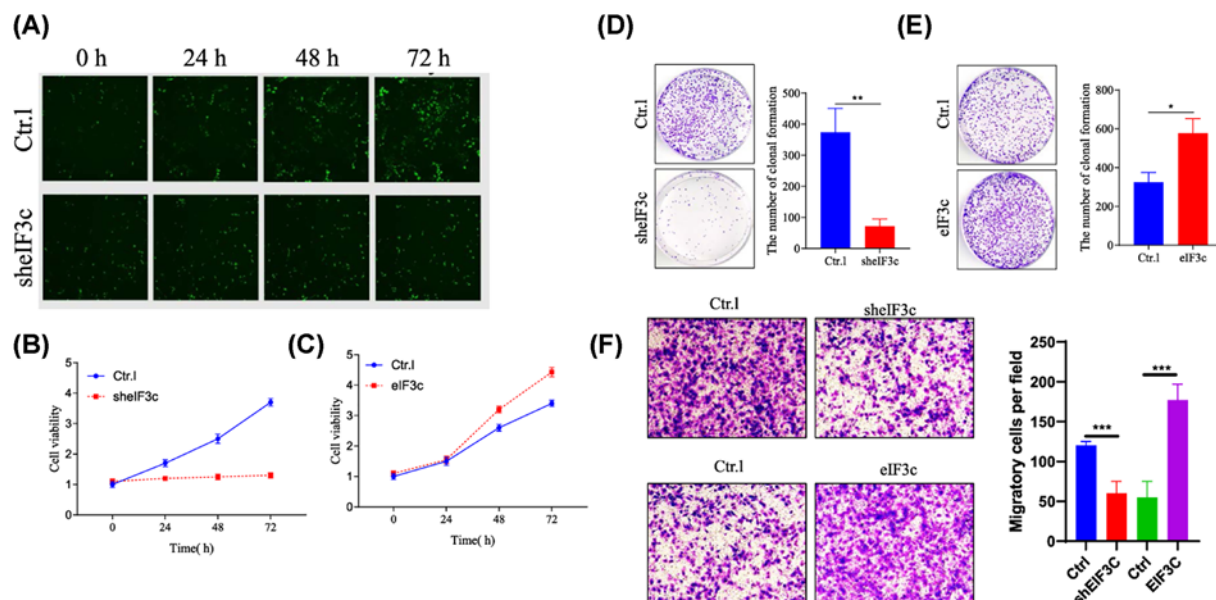 (A)
0 h 24 h 48 h 72 h
Ctr.l
sheIF3c
(B)
Ctr.l
sheIF3c
Cell viability
5
4
3
2
1
0
0 24 48 72
Time( h)
(C)
Ctr.l
eIF3c
Cell viability
5
4
3
2
1
0
0 24 48 72
Time( h)
(D)
Ctr.l
sheIF3c
The number of clonal formation
500
400
300
200
100
0
**
Ctr.l sheIF3c
(E)
Ctr.l
eIF3c
The number of clonal formation
800
600
400
200
0
*
Ctr.l eIF3c
(F)
Ctr.l sheIF3c
Ctr.l eIF3c
Migratory cells per field
250
200
150
100
50
0
***
***
Ctrl
shEIF3C
Ctrl
EIF3C